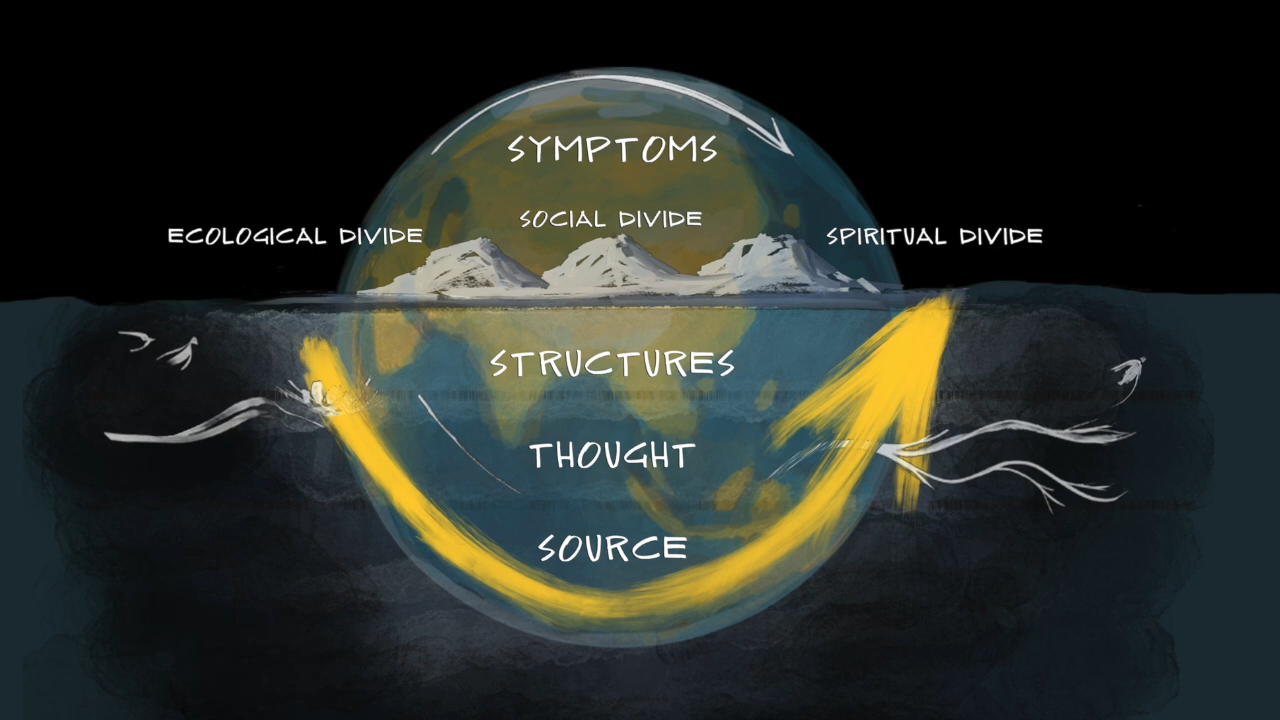 SYMPTOMS
SOCIAL DIVIDE
ECOLOGICAL DIVIDE
SPIRITUAL DIVIDE
STRUCTURES
THOUGHT
SOURCE